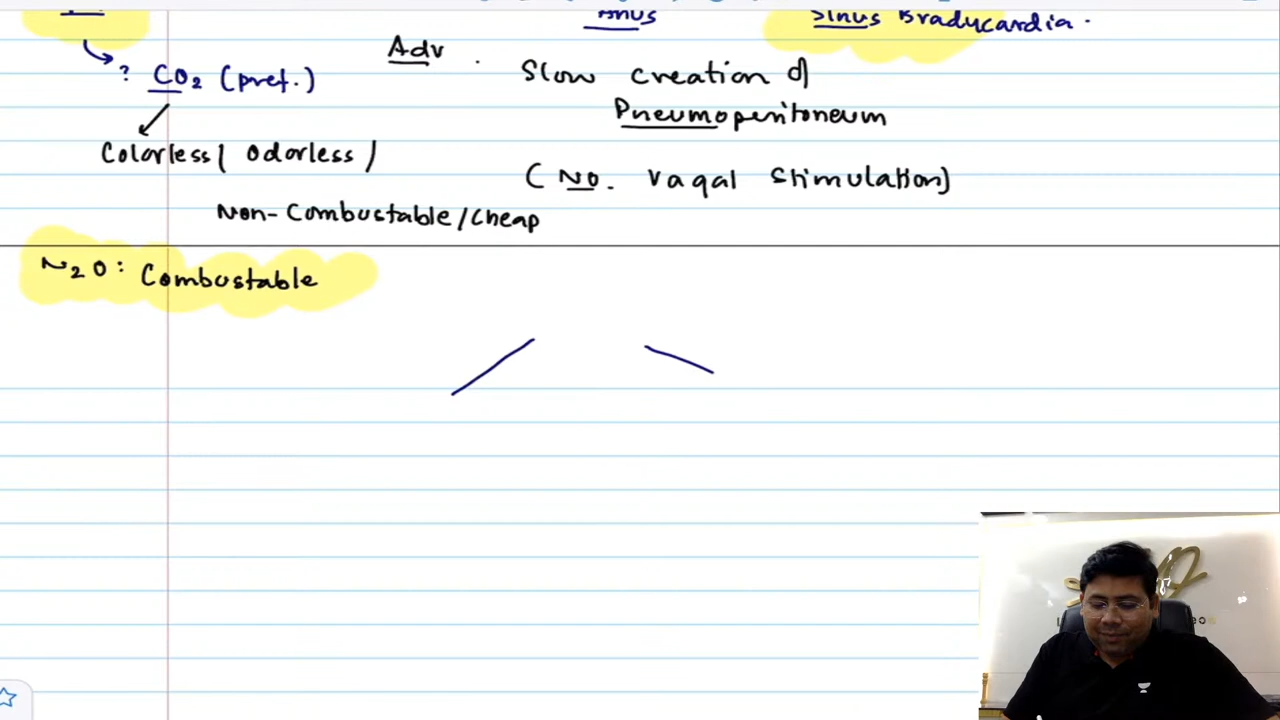 Anus
Sinus Bradycardia.
Adv
? CO2 (pref.)
Slow creation of
Pneumoperitoneum
Colorless/ Odorless /
(No. vagal Stimulation)
Non-Combustable/Cheap
N2O: Combustable